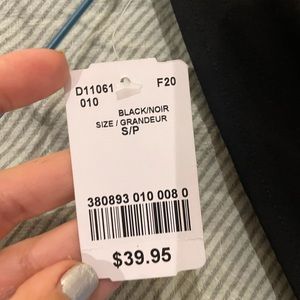 D11061 F20
010
BLACK/NOIR
SIZE / GRANDEUR
S/P
380893 010 008 0
$39.95